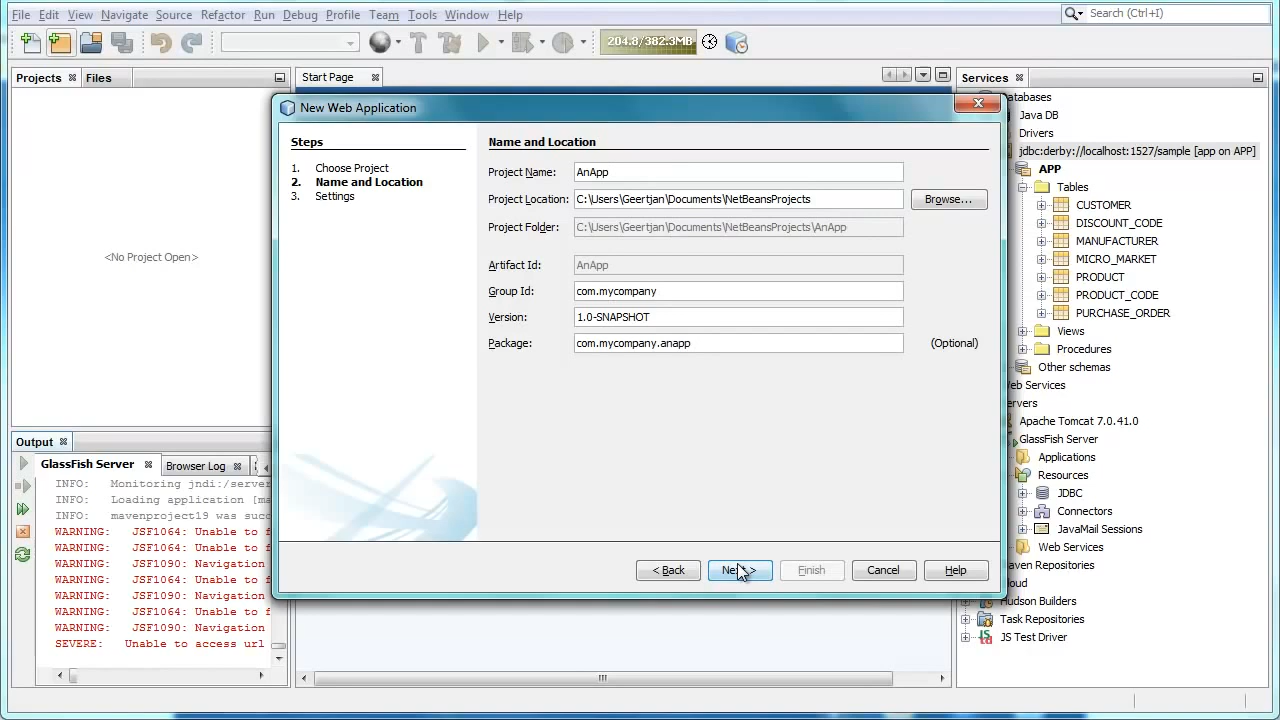 File Edit View Navigate Source Refactor Run Debug Profile Team Tools Window Help
Search (Ctrl+I)
204.8/382.3MB
Projects
Files
<No Project Open>
Start Page
New Web Application
Steps
1. Choose Project
2. Name and Location
3. Settings
Name and Location
Project Name: AnApp
Project Location: C:\Users\Geertjan\Documents\NetBeansProjects
Browse...
Project Folder: C:\Users\Geertjan\Documents\NetBeansProjects\AnApp
Artifact Id: AnApp
Group Id: com.mycompany
Version: 1.0-SNAPSHOT
Package: com.mycompany.anapp (Optional)
< Back
Finish
Cancel
Help
Output
GlassFish Server
Browser Log
INFO: Monitoring jndi:/server
INFO: Loading application [ma
INFO: mavenproject19 was succ
WARNING: JSF1064: Unable to f
WARNING: JSF1064: Unable to f
WARNING: JSF1090: Navigation
WARNING: JSF1064: Unable to f
WARNING: JSF1090: Navigation
WARNING: JSF1064: Unable to f
WARNING: JSF1090: Navigation
SEVERE: Unable to access url
Services
atabases
Java DB
Drivers
jdbc:derby://localhost:1527/sample [app on APP]
APP
Tables
CUSTOMER
DISCOUNT_CODE
MANUFACTURER
MICRO_MARKET
PRODUCT
PRODUCT_CODE
PURCHASE_ORDER
Views
Procedures
Other schemas
eb Services
ervers
Apache Tomcat 7.0.41.0
GlassFish Server
Applications
Resources
JDBC
Connectors
JavaMail Sessions
Web Services
aven Repositories
loud
Hudson Builders
Task Repositories
JS Test Driver